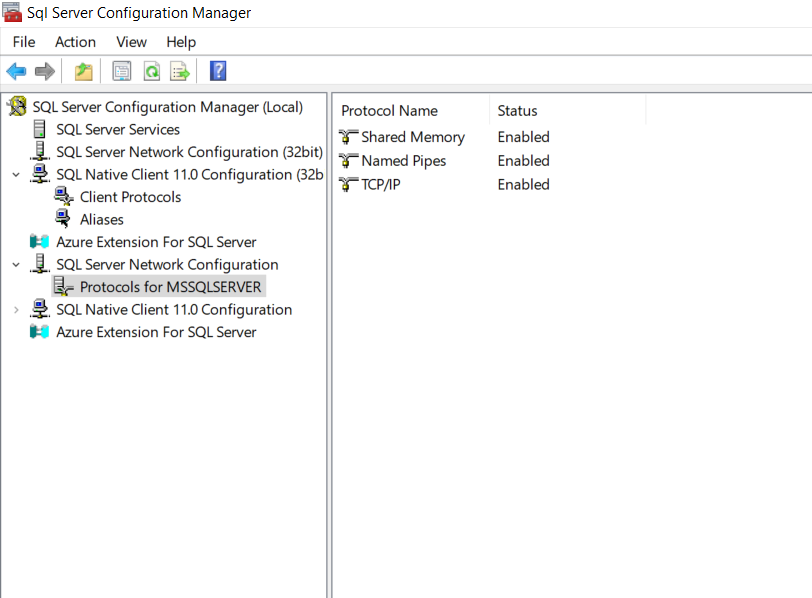 Sql Server Configuration Manager
File Action View Help
SQL Server Configuration Manager (Local)
SQL Server Services
SQL Server Network Configuration (32bit)
SQL Native Client 11.0 Configuration (32b
Client Protocols
Aliases
Azure Extension For SQL Server
SQL Server Network Configuration
Protocols for MSSQLSERVER
SQL Native Client 11.0 Configuration
Azure Extension For SQL Server
Protocol Name Status
Shared Memory Enabled
Named Pipes Enabled
TCP/IP Enabled